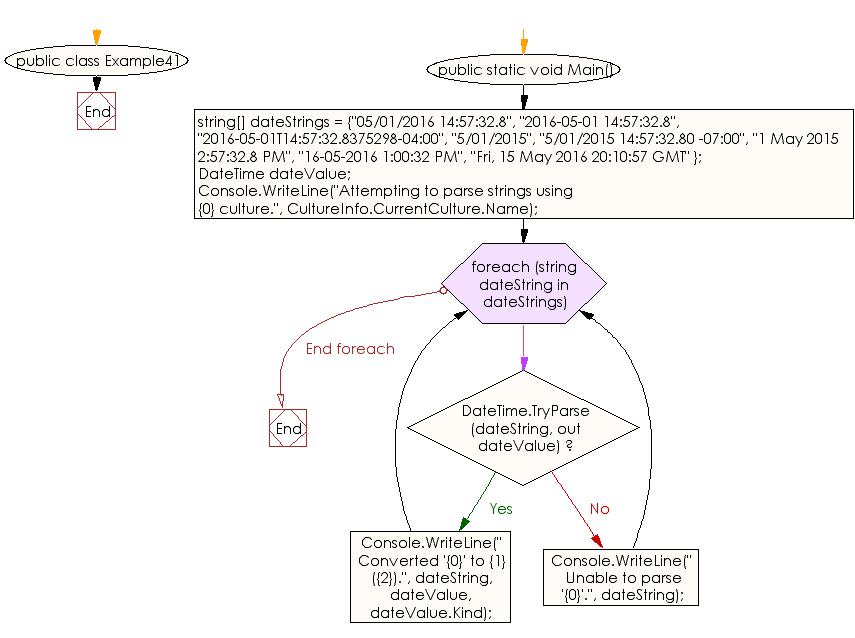 public class Example41
End
public static void Main()
string[] dateStrings = {"05/01/2016 14:57:32.8", "2016-05-01 14:57:32.8",
"2016-05-01T14:57:32.8375298-04:00", "5/01/2015", "5/01/2015 14:57:32.80 -07:00", "1 May 2015
2:57:32.8 PM", "16-05-2016 1:00:32 PM", "Fri, 15 May 2016 20:10:57 GMT" };
DateTime dateValue;
Console.WriteLine("Attempting to parse strings using
{0} culture.", CultureInfo.CurrentCulture.Name);
foreach (string
dateString in
dateStrings)
End foreach
End
DateTime.TryParse
(dateString, out
dateValue) ?
Yes
No
Console.WriteLine("
Converted '{0}' to {1}
({2}).", dateString,
dateValue,
dateValue.Kind);
Console.WriteLine("
Unable to parse
'{0}'.", dateString);